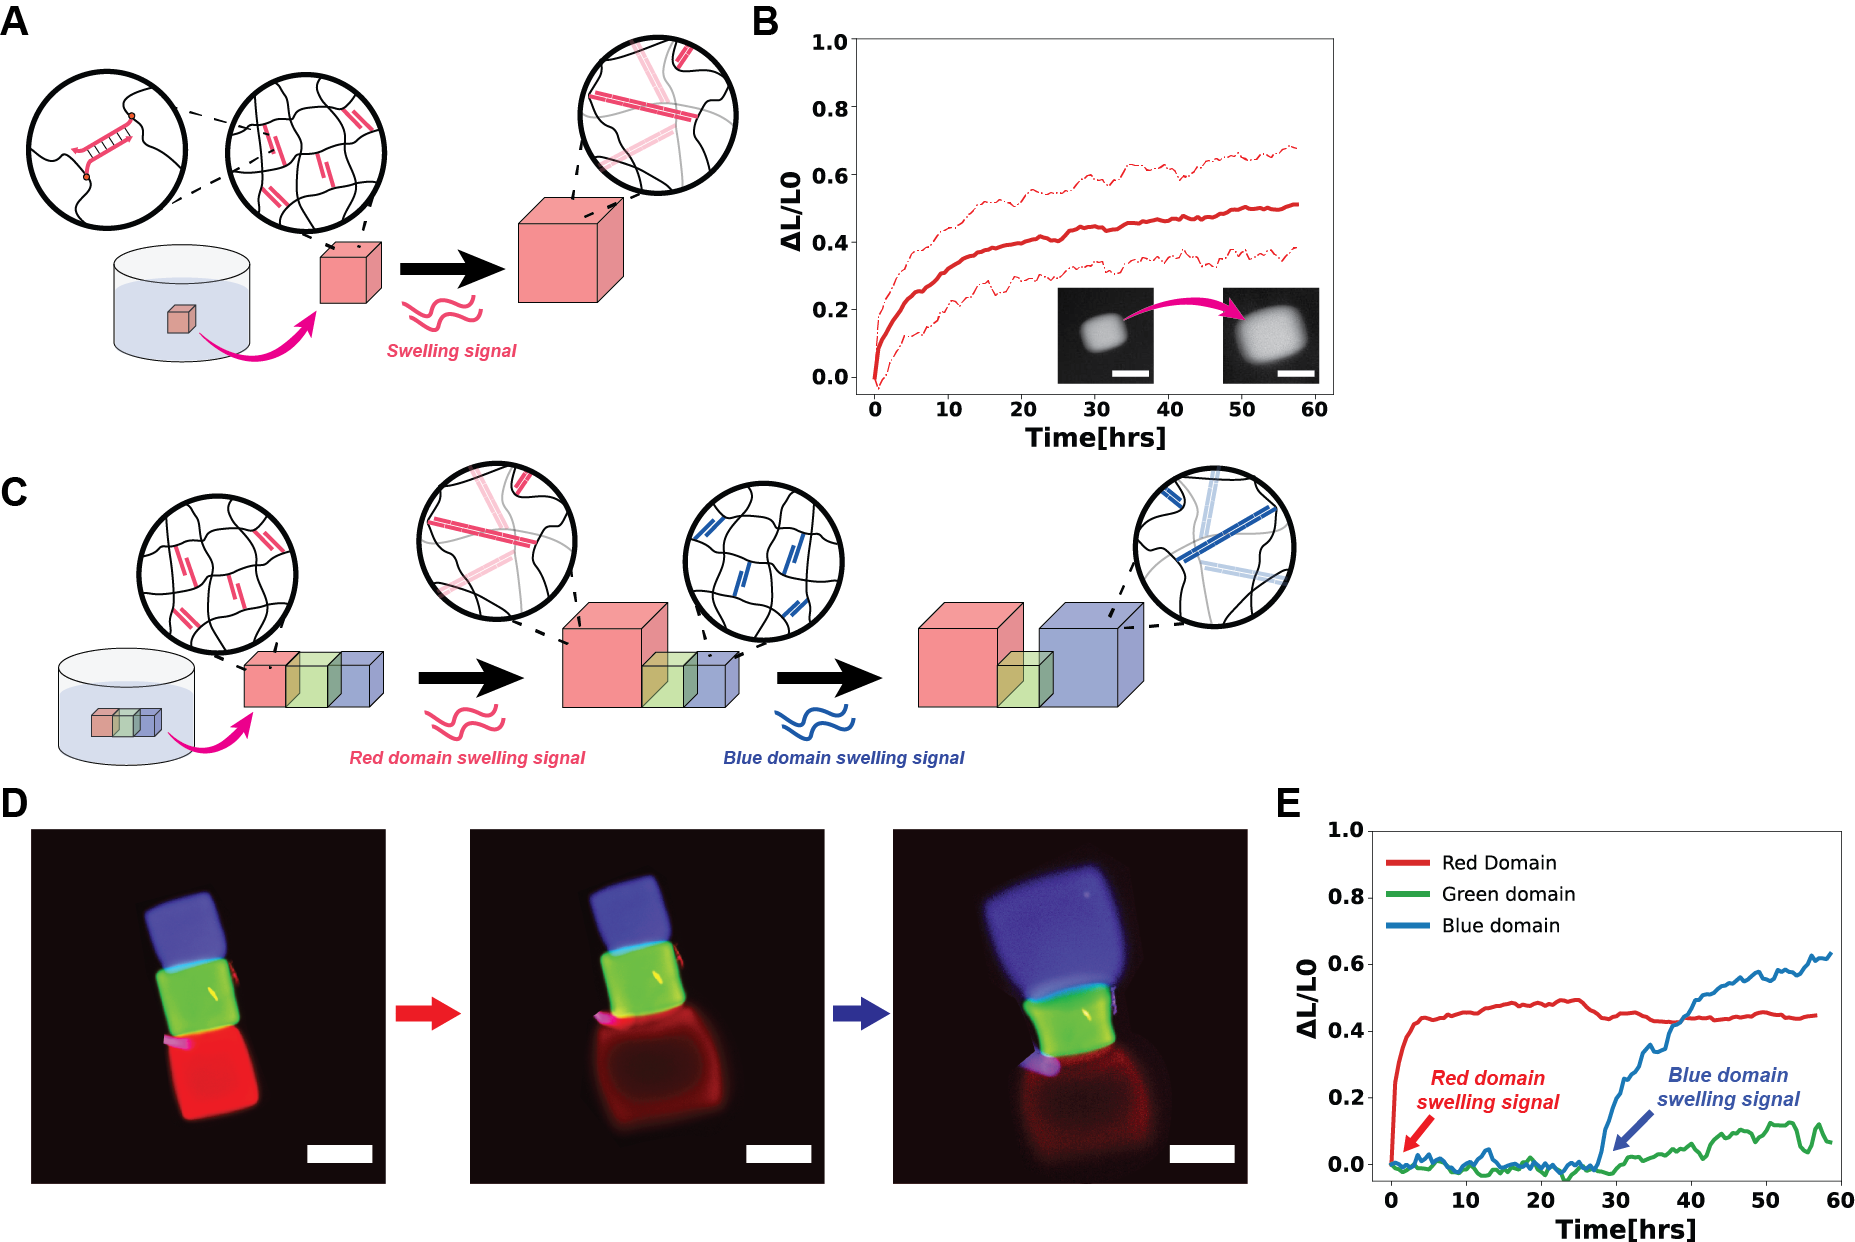 A
Swelling signal
B
1.0
0.8
0.6
0.4
0.2
0.0
ΔL/L0
0 10 20 30 40 50 60
Time[hrs]
C
Red domain swelling signal
Blue domain swelling signal
D
E
1.0
0.8
0.6
0.4
0.2
0.0
ΔL/L0
Red Domain
Green domain
Blue domain
Red domain
swelling signal
Blue domain
swelling signal
0 10 20 30 40 50 60
Time[hrs]